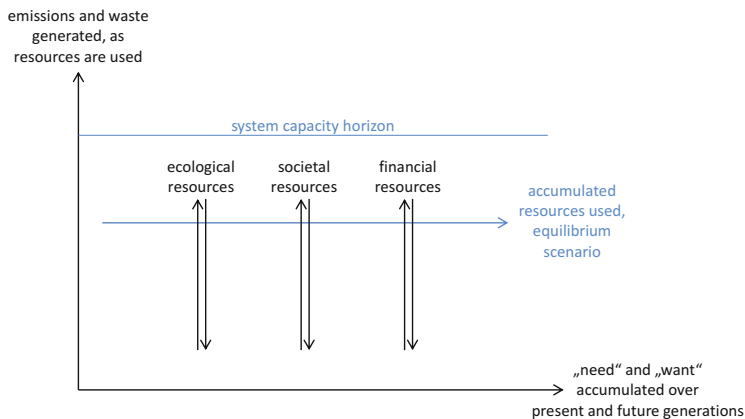 emissions and waste
generated, as
resources are used
system capacity horizon
ecological
resources
societal
resources
financial
resources
accumulated
resources used,
equilibrium
scenario
„need“ and „want“
accumulated over
present and future generations